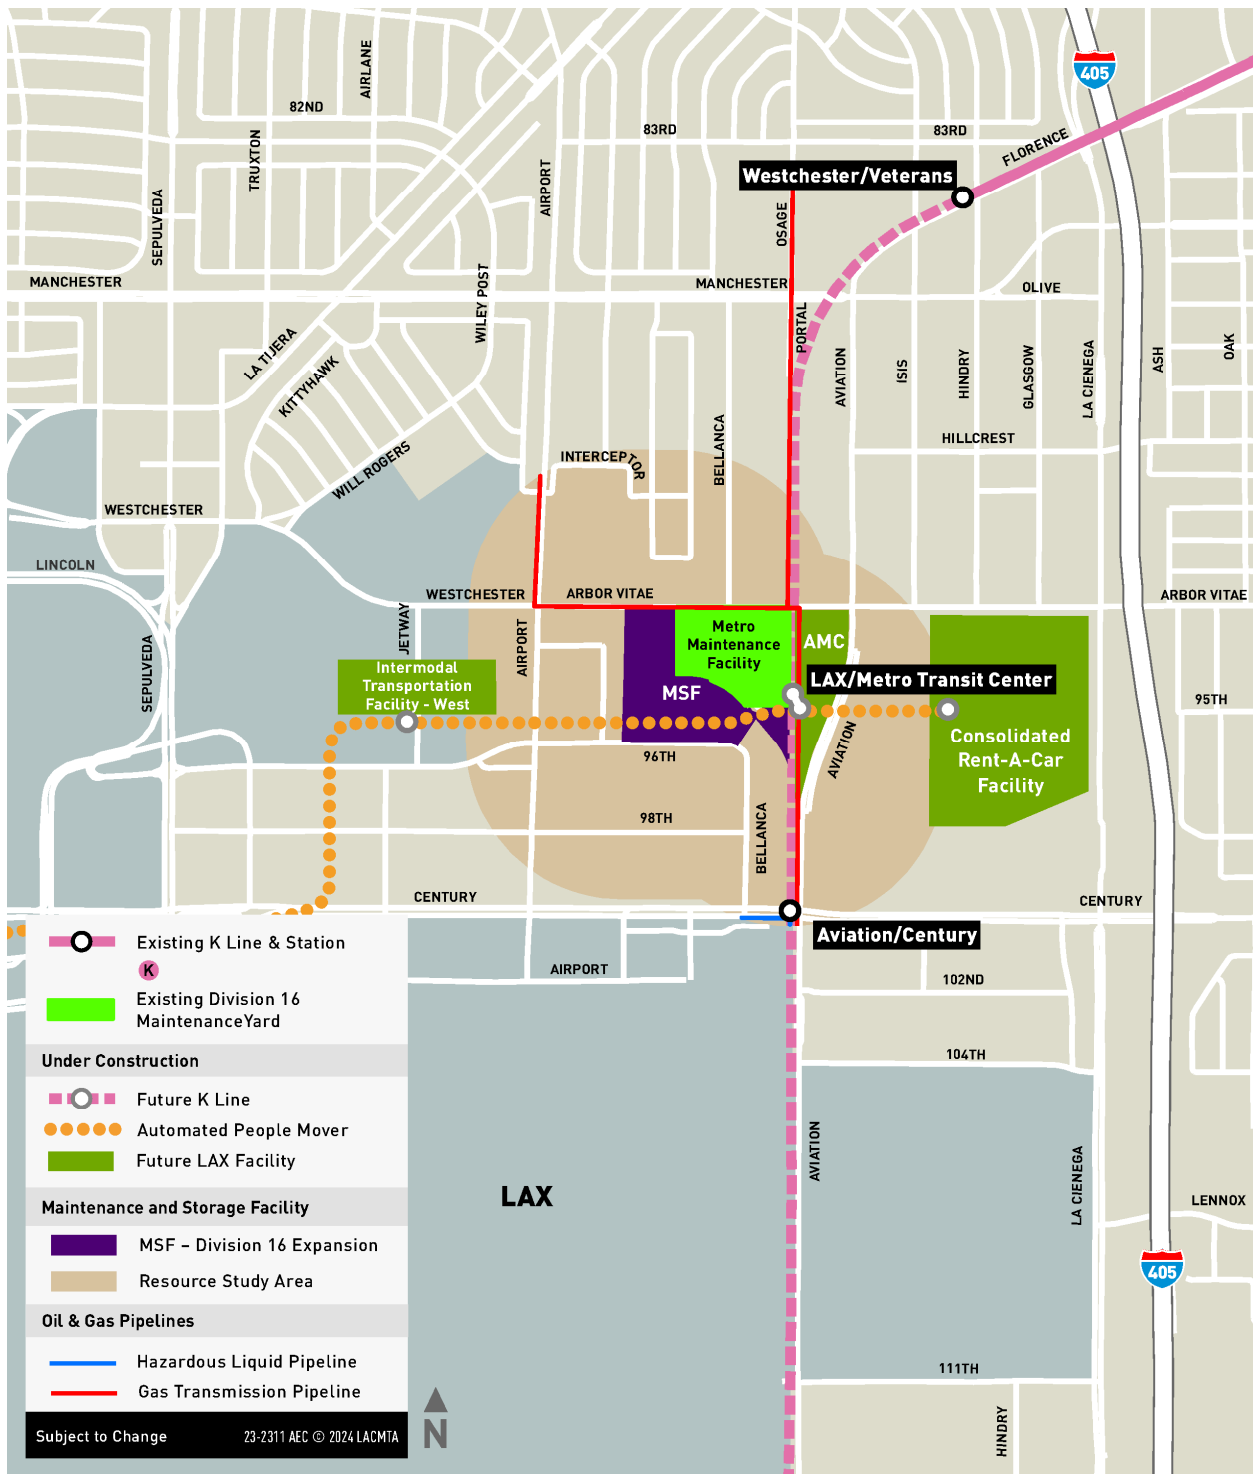 AIRLANE
405
82ND
83RD
83RD
FLORENCE
TRUXTON
AIRPORT
Westchester/Veterans
SEPULVEDA
OSAGE
MANCHESTER
MANCHESTER
OLIVE
WILEY POST
PORTAL
LA TIJERA
KITTYHAWK
AVIATION
ISIS
HINDRY
GLASGOW
LA CIENEGA
ASH
OAK
HILLCREST
BELLANCA
INTERCEPTOR
WILL ROGERS
WESTCHESTER
LINCOLN
WESTCHESTER
ARBOR VITAE
ARBOR VITAE
JETWAY
AIRPORT
SEPULVEDA
Metro
Maintenance
Facility
AMC
Intermodal
Transportation
Facility - West
MSF
LAX/Metro Transit Center
95TH
96TH
AVIATION
Consolidated
Rent-A-Car
Facility
98TH
BELLANCA
CENTURY
CENTURY
Aviation/Century
AIRPORT
102ND
104TH
AVIATION
LA CIENEGA
LAX
LENNOX
405
111TH
HINDRY
Existing K Line & Station
K
Existing Division 16
MaintenanceYard
Under Construction
Future K Line
Automated People Mover
Future LAX Facility
Maintenance and Storage Facility
MSF – Division 16 Expansion
Resource Study Area
Oil & Gas Pipelines
Hazardous Liquid Pipeline
Gas Transmission Pipeline
Subject to Change
23-2311 AEC © 2024 LACMTA
N